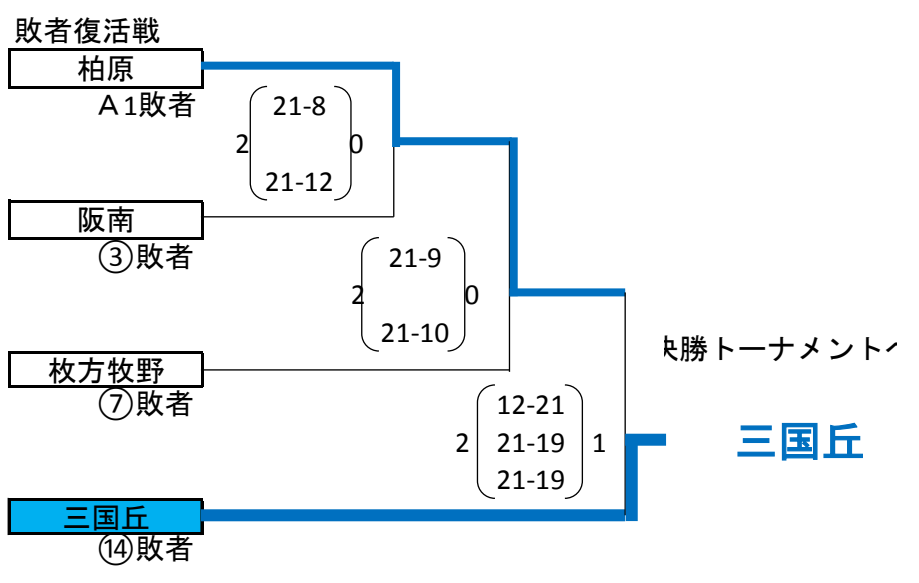 敗者復活戦
柏原
A1敗者
21-8
2 0
21-12
阪南
③敗者
21-9
2 0
21-10
枚方牧野
⑦敗者
決勝トーナメントへ
三国丘
12-21
2 21-19 1
21-19
三国丘
⑭敗者